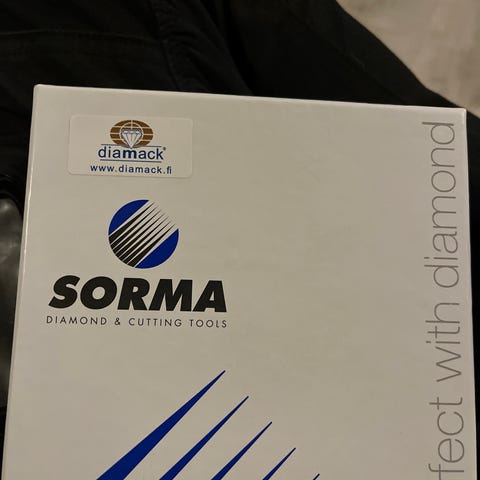 diamack®
www.diamack.fi
SORMA
DIAMOND & CUTTING TOOLS
fect with diamond